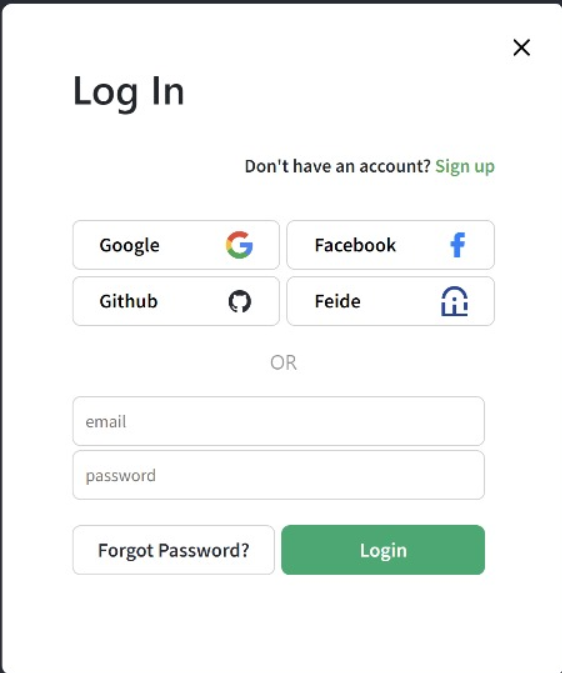 Log In
Don't have an account? Sign up
Google
Facebook
Github
Feide
OR
email
password
Forgot Password?
Login